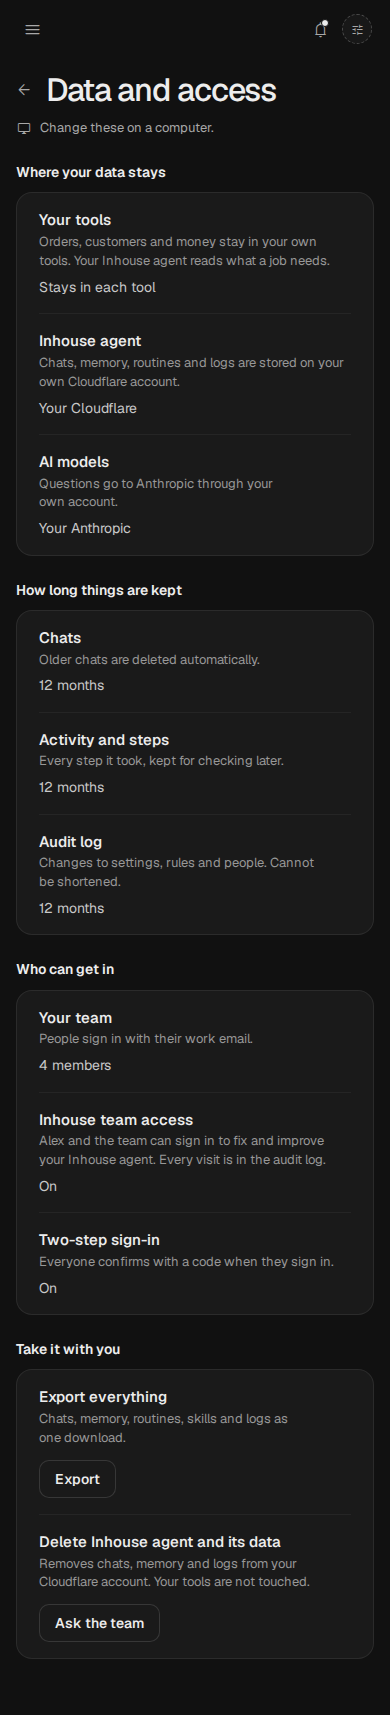 Data and access
Change these on a computer.
Where your data stays
Your tools
Orders, customers and money stay in your own
tools. Your Inhouse agent reads what a job needs.
Stays in each tool
Inhouse agent
Chats, memory, routines and logs are stored on your
own Cloudflare account.
Your Cloudflare
AI models
Questions go to Anthropic through your
own account.
Your Anthropic
How long things are kept
Chats
Older chats are deleted automatically.
12 months
Activity and steps
Every step it took, kept for checking later.
12 months
Audit log
Changes to settings, rules and people. Cannot
be shortened.
12 months
Who can get in
Your team
People sign in with their work email.
4 members
Inhouse team access
Alex and the team can sign in to fix and improve
your Inhouse agent. Every visit is in the audit log.
On
Two-step sign-in
Everyone confirms with a code when they sign in.
On
Take it with you
Export everything
Chats, memory, routines, skills and logs as
one download.
Export
Delete Inhouse agent and its data
Removes chats, memory and logs from your
Cloudflare account. Your tools are not touched.
Ask the team